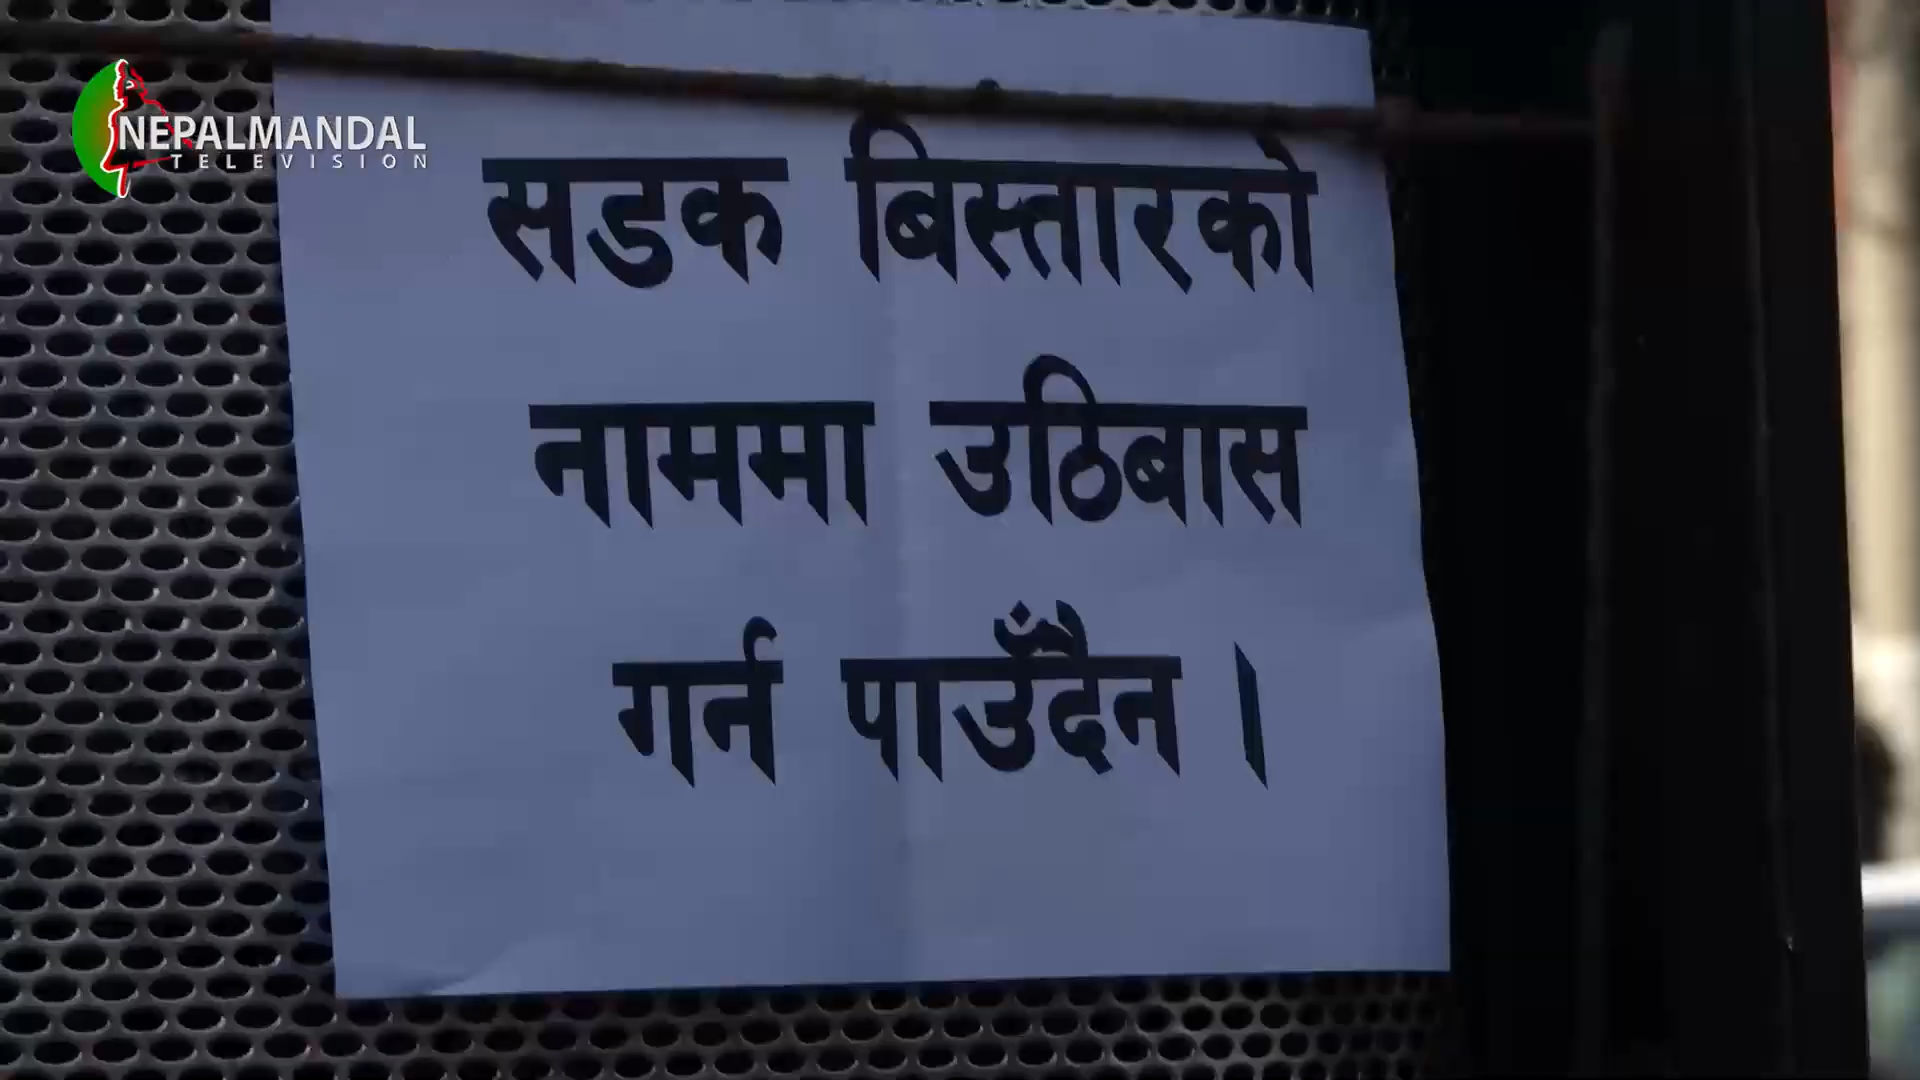 NEPALMANDAL
TELEVISION
सडक बिस्तारको
नाममा उठिबास
गर्न पाउँदैन ।